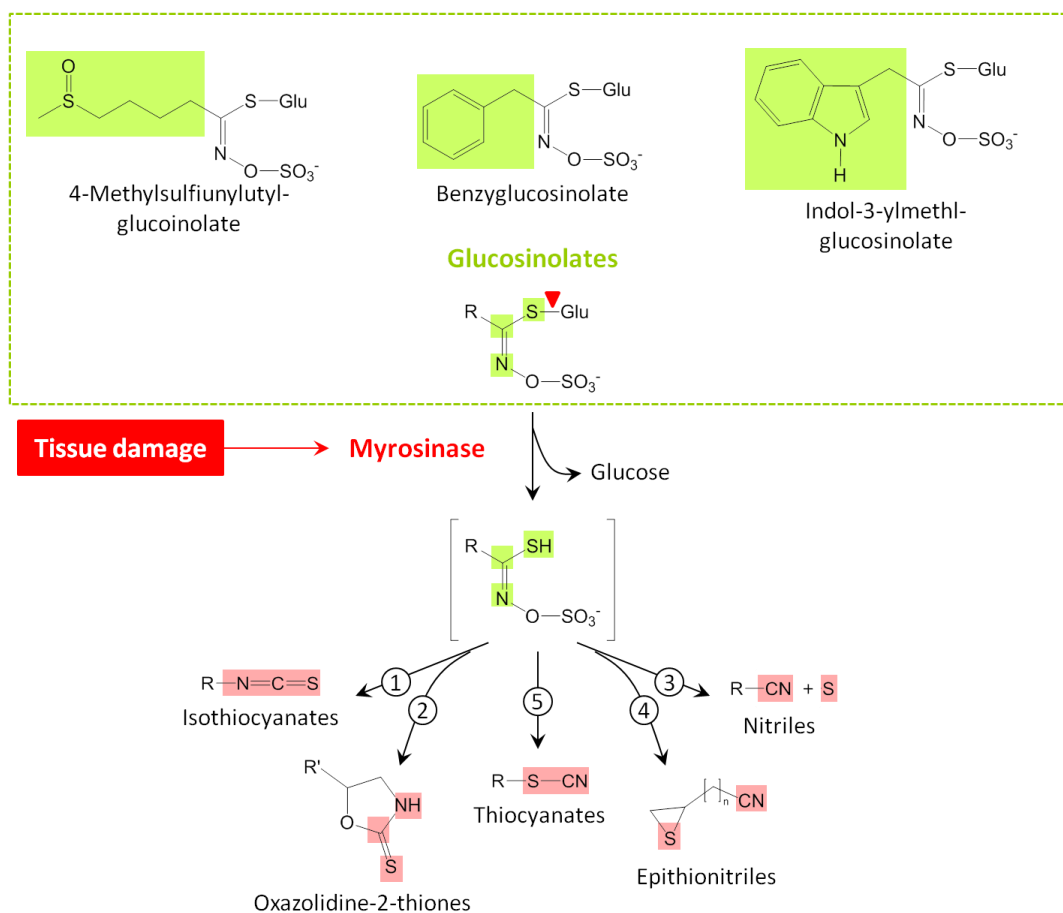 O
S
S—Glu
N
O—SO₃⁻
4-Methylsulfiunylutyl-
glucoinolate
S—Glu
N
O—SO₃⁻
Benzyglucosinolate
S—Glu
N
O—SO₃⁻
N
H
Indol-3-ylmethl-
glucosinolate
Glucosinolates
R
S—Glu
N
O—SO₃⁻
Tissue damage
Myrosinase
Glucose
R
SH
N
O—SO₃⁻
1
2
5
3
4
R—N=C=S
Isothiocyanates
R—CN + S
Nitriles
R'
NH
O
S
Oxazolidine-2-thiones
R—S—CN
Thiocyanates
n
CN
S
Epithionitriles